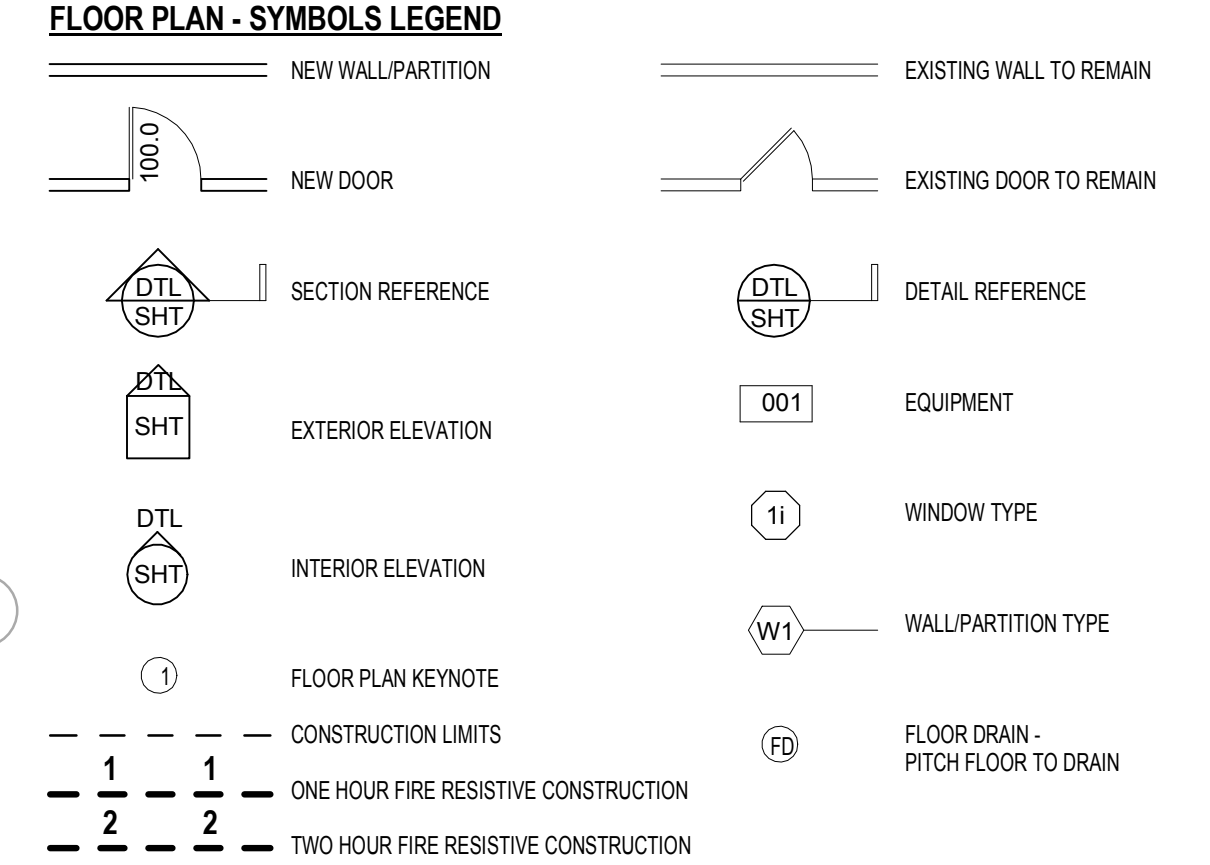 FLOOR PLAN - SYMBOLS LEGEND
NEW WALL/PARTITION
100.0
NEW DOOR
DTL
SHT
SECTION REFERENCE
DTL
SHT
EXTERIOR ELEVATION
DTL
SHT
INTERIOR ELEVATION
1
FLOOR PLAN KEYNOTE
CONSTRUCTION LIMITS
1 1
ONE HOUR FIRE RESISTIVE CONSTRUCTION
2 2
TWO HOUR FIRE RESISTIVE CONSTRUCTION
EXISTING WALL TO REMAIN
EXISTING DOOR TO REMAIN
DTL
SHT
DETAIL REFERENCE
001
EQUIPMENT
1i
WINDOW TYPE
W1
WALL/PARTITION TYPE
FD
FLOOR DRAIN -
PITCH FLOOR TO DRAIN